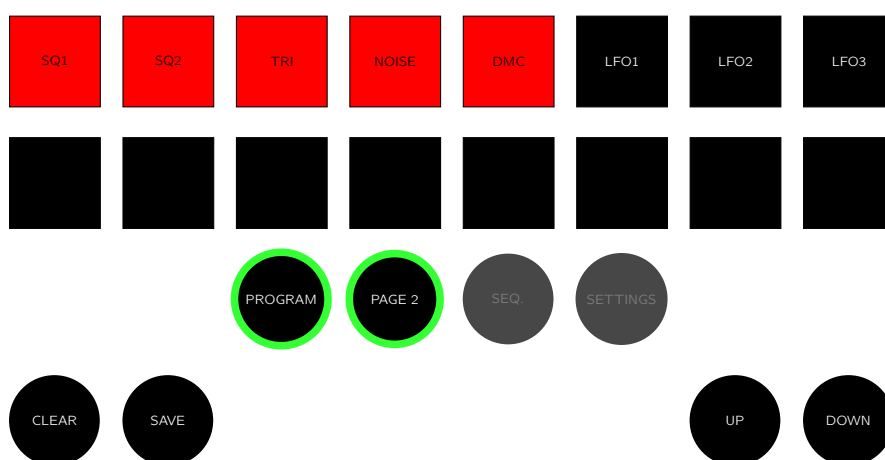 SQ1 SQ2 TRI NOISE DMC LFO1 LFO2 LFO3
PROGRAM PAGE 2 SEQ. SETTINGS
CLEAR SAVE UP DOWN